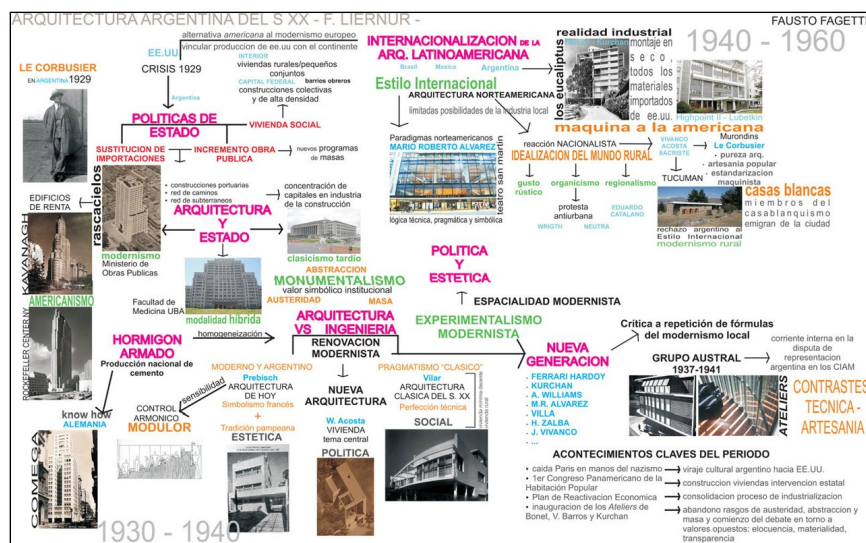 ARQUITECTURA ARGENTINA DEL S XX - F. LIERNUR -
FAUSTO FAGETTI
1940 - 1960
LE CORBUSIER
EN ARGENTINA 1929
EE.UU
alternativa americana al modernismo europeo
vincular produccion de ee.uu con el continente
CRISIS 1929
Argentina
INTERIOR
viviendas rurales/pequeños
conjuntos
CAPITAL FEDERAL barrios obreros
construcciones colectivas
y de alta densidad
VIVIENDA SOCIAL
POLITICAS DE
ESTADO
SUSTITUCION DE
IMPORTACIONES
INCREMENTO OBRA
PUBLICA
nuevos programas
de masas
INTERNACIONALIZACION DE LA
ARQ. LATINOAMERICANA
Brasil Mexico Argentina
Estilo Internacional
ARQUITECTURA NORTEAMERICANA
limitadas posibilidades de la industria local
Paradigmas norteamericanos
MARIO ROBERTO ALVAREZ
teatro san martin
lógica técnica, pragmática y simbólica
reacción NACIONALISTA
IDEALIZACION DEL MUNDO RURAL
gusto
rústico
organicismo
regionalismo
protesta
antiurbana
EDUARDO
CATALANO
WRIGTH NEUTRA
realidad industrial
Kurchan
los eucaliptus
montaje en
seco,
todos los
materiales
importados
de ee.uu.
Highpoint II - Lubetkin
maquina a la americana
VIVANCO
ACOSTA
SACRISTE
TUCUMAN
Murondins
Le Corbusier
• pureza arq.
• artesania popular
• estandarizacion
maquinista
casas blancas
miembros del
casablanquismo
emigran de la ciudad
rechazo argentino al
Estilo Internacional
modernismo rural
EDIFICIOS
DE RENTA
rascacielos
• construcciones portuarias
• red de caminos
• red de subterraneos
concentración de
capitales en industria
de la construcción
ARQUITECTURA
Y
ESTADO
modernismo
Ministerio de
Obras Publicas
clasicismo tardio
ABSTRACCION
MONUMENTALISMO
valor simbólico institucional
AUSTERIDAD MASA
Facultad de
Medicina UBA
modalidad hibrida
KAVANAGH
AMERICANISMO
ROCKEFELLER CENTER.NY
HORMIGON
ARMADO
Producción nacional de
cemento
homogeneización
know how
ALEMANIA
COMEGA
ARQUITECTURA
VS INGENIERIA
RENOVACION
MODERNISTA
POLITICA
Y
ESTETICA
ESPACIALIDAD MODERNISTA
EXPERIMENTALISMO
MODERNISTA
sensibilidad
CONTROL
ARMONICO
MODULOR
MODERNO Y ARGENTINO
Prebisch
ARQUITECTURA
DE HOY
Simbolismo francés
+
Tradición pampeana
ESTETICA
NUEVA
ARQUITECTURA
W. Acosta
VIVIENDA
tema central
POLITICA
PRAGMATISMO "CLASICO"
Vilar
ARQUITECTURA
CLASICA DEL S. XX
Perfección técnica
SOCIAL
vivienda minima decente
vivienda rural
NUEVA
GENERACION
• FERRARI HARDOY
• KURCHAN
• A. WILLIAMS
• M.R. ALVAREZ
• VILLA
• H. ZALBA
• J. VIVANCO
• ...
Crítica a repetición de fórmulas
del modernismo local
GRUPO AUSTRAL
1937-1941
corriente interna en la
disputa de
representacion
argentina en los CIAM
ATELIERS
CONTRASTES
TECNICA -
ARTESANIA
ACONTECIMIENTOS CLAVES DEL PERIODO
• caida Paris en manos del nazismo
viraje cultural argentino hacia EE.UU.
• 1er Congreso Panamericano de la
Habitación Popular
construccion viviendas intervencion estatal
• Plan de Reactivacion Economica
consolidacion proceso de industrializacion
• inauguracion de los Ateliers de
Bonet, V. Barros y Kurchan
abandono rasgos de austeridad, abstraccion y
masa y comienzo del debate en torno a
valores opuestos: elocuencia, materialidad,
transparencia
1930 - 1940